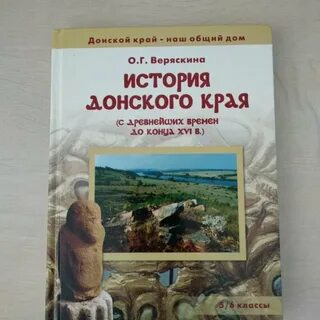 Донской край - наш общий дом
О.Г. Веряскина
ИСТОРИЯ
ДОНСКОГО КРАЯ
(С ДРЕВНЕЙШИХ ВРЕМЕН
ДО КОНЦА XVI В.)
5/6 классы